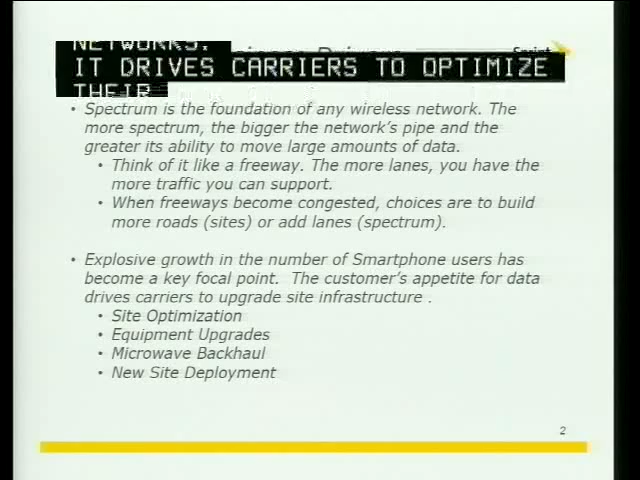 NETWORKS.
Sprint
IT DRIVES CARRIERS TO OPTIMIZE
THEIR
• Spectrum is the foundation of any wireless network. The
more spectrum, the bigger the network's pipe and the
greater its ability to move large amounts of data.
• Think of it like a freeway. The more lanes, you have the
more traffic you can support.
• When freeways become congested, choices are to build
more roads (sites) or add lanes (spectrum).
• Explosive growth in the number of Smartphone users has
become a key focal point. The customer's appetite for data
drives carriers to upgrade site infrastructure .
• Site Optimization
• Equipment Upgrades
• Microwave Backhaul
• New Site Deployment
2